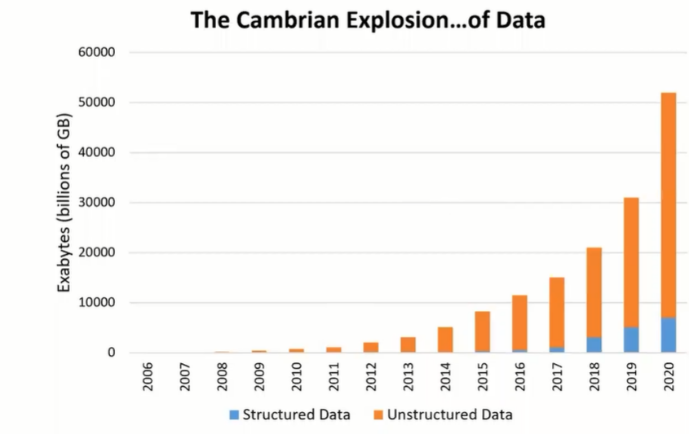 The Cambrian Explosion...of Data
Exabytes (billions of GB)
60000
50000
40000
30000
20000
10000
0
2006 2007 2008 2009 2010 2011 2012 2013 2014 2015 2016 2017 2018 2019 2020
Structured Data Unstructured Data